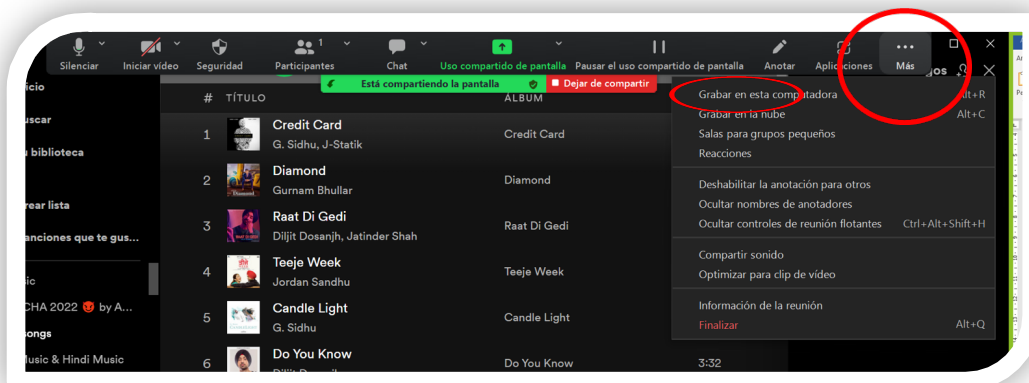 1
Silenciar Iniciar vídeo Seguridad Participantes Chat Uso compartido de pantalla Pausar el uso compartido de pantalla Anotar Aplicaciones Más
Está compartiendo la pantalla Dejar de compartir
gos
icio
uscar
biblioteca
rear lista
anciones que te gus...
ic
CHA 2022 😡 by A...
songs
Music & Hindi Music
# TÍTULO ÁLBUM
1 Credit Card Credit Card
G. Sidhu, J-Statik
2 Diamond Diamond
Gurnam Bhullar
3 Raat Di Gedi Raat Di Gedi
Diljit Dosanjh, Jatinder Shah
4 Teeje Week Teeje Week
Jordan Sandhu
5 Candle Light Candle Light
G. Sidhu
6 Do You Know Do You Know 3:32
Grabar en esta computadora Alt+R
Grabar en la nube Alt+C
Salas para grupos pequeños
Reacciones
Deshabilitar la anotación para otros
Ocultar nombres de anotadores
Ocultar controles de reunión flotantes Ctrl+Alt+Shift+H
Compartir sonido
Optimizar para clip de vídeo
Información de la reunión
Finalizar Alt+Q